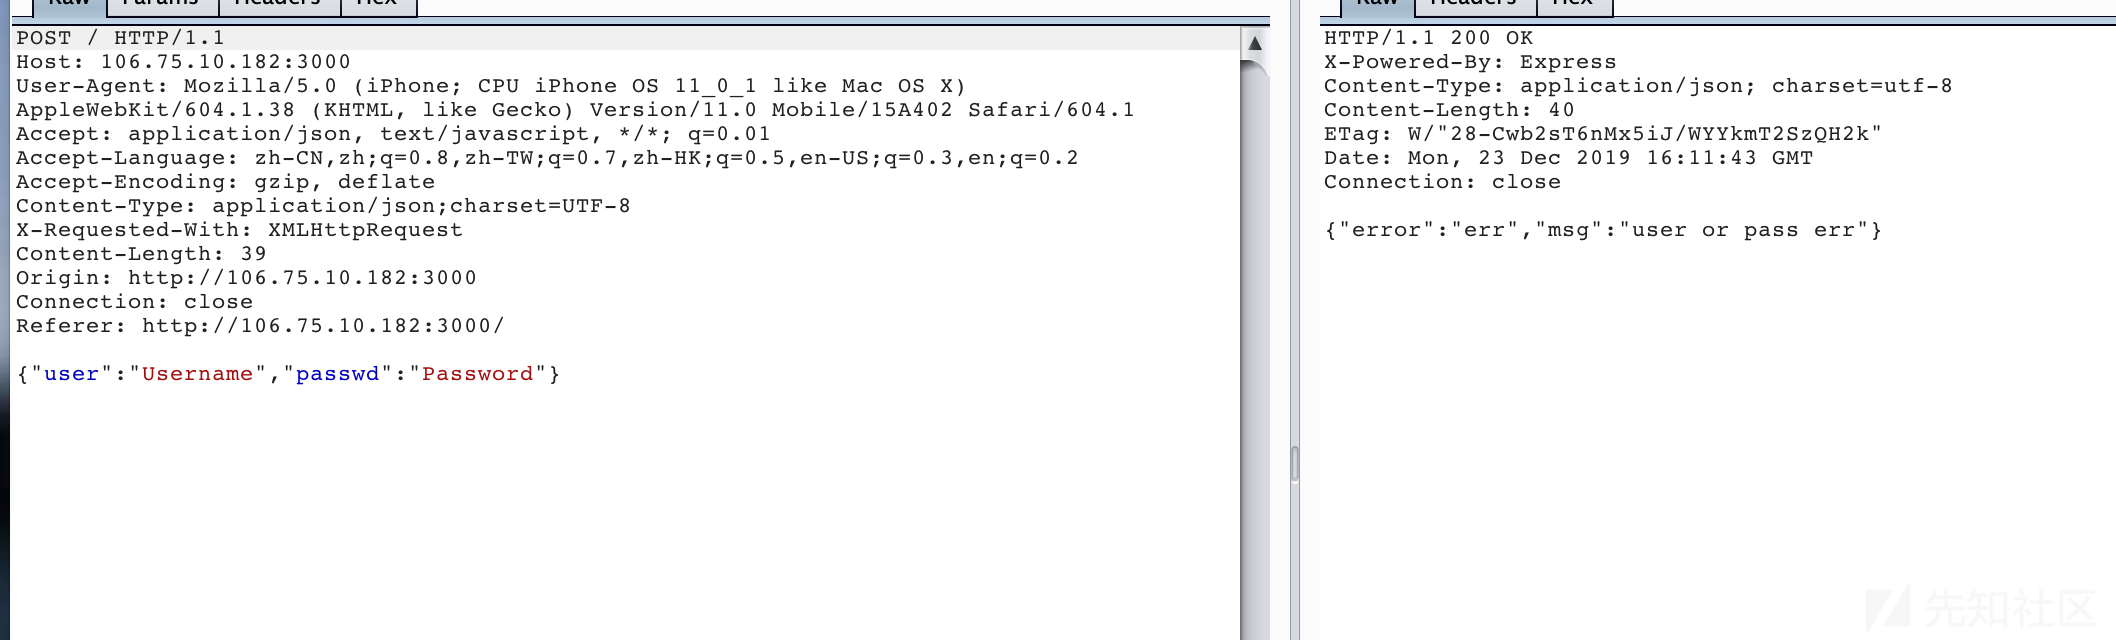 Raw Params Headers Hex
POST / HTTP/1.1
Host: 106.75.10.182:3000
User-Agent: Mozilla/5.0 (iPhone; CPU iPhone OS 11_0_1 like Mac OS X)
AppleWebKit/604.1.38 (KHTML, like Gecko) Version/11.0 Mobile/15A402 Safari/604.1
Accept: application/json, text/javascript, */*; q=0.01
Accept-Language: zh-CN,zh;q=0.8,zh-TW;q=0.7,zh-HK;q=0.5,en-US;q=0.3,en;q=0.2
Accept-Encoding: gzip, deflate
Content-Type: application/json;charset=UTF-8
X-Requested-With: XMLHttpRequest
Content-Length: 39
Origin: http://106.75.10.182:3000
Connection: close
Referer: http://106.75.10.182:3000/
{"user":"Username","passwd":"Password"}
Raw Headers Hex
HTTP/1.1 200 OK
X-Powered-By: Express
Content-Type: application/json; charset=utf-8
Content-Length: 40
ETag: W/"28-Cwb2sT6nMx5iJ/WYYkmT2SzQH2k"
Date: Mon, 23 Dec 2019 16:11:43 GMT
Connection: close
{"error":"err","msg":"user or pass err"}
先知社区